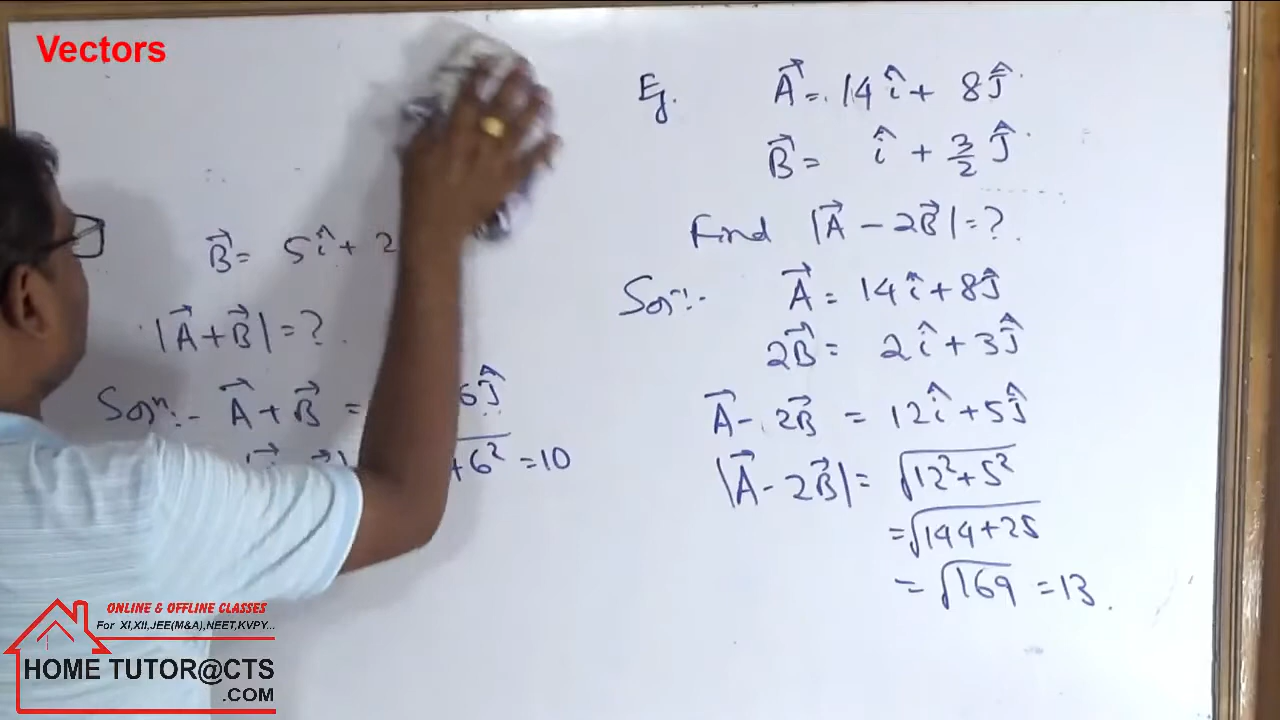 Vectors
B⃗ = 5î + 2
|A⃗ + B⃗| = ?
Solⁿ:- A⃗ + B⃗ = 6ĵ
+ 6² = 10
Eg. A⃗ = 14î + 8ĵ
B⃗ = î + 3/2 ĵ
Find |A⃗ - 2B⃗| = ?
Solⁿ:- A⃗ = 14î + 8ĵ
2B⃗ = 2î + 3ĵ
A⃗ - 2B⃗ = 12î + 5ĵ
|A⃗ - 2B⃗| = √12² + 5²
= √144 + 25
= √169 = 13.
ONLINE & OFFLINE CLASSES
For XI,XII,JEE(M&A),NEET,KVPY...
HOME TUTOR@CTS
.COM